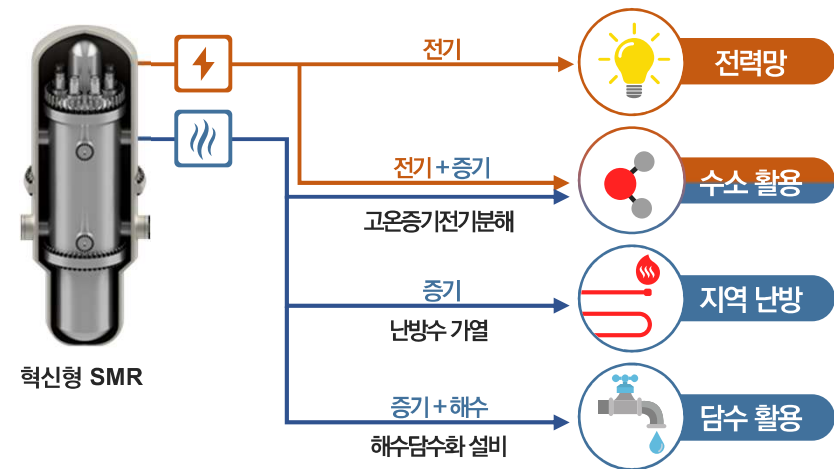 전기
전력망
전기 + 증기
고온증기전기분해
수소 활용
증기
난방수 가열
지역 난방
증기 + 해수
해수담수화 설비
담수 활용
혁신형 SMR